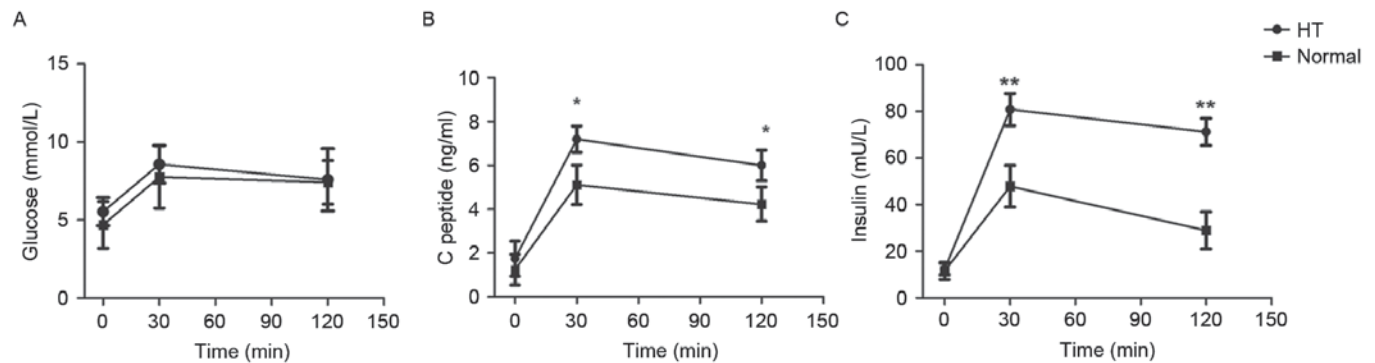 A
Glucose (mmol/L)
15
10
5
0
0 30 60 90 120 150
Time (min)
B
C peptide (ng/ml)
10
8
6
4
2
0
*
*
0 30 60 90 120 150
Time (min)
C
Insulin (mU/L)
100
80
60
40
20
0
**
**
0 30 60 90 120 150
Time (min)
HT
Normal